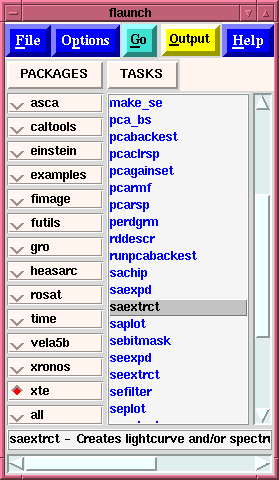 flaunch
File Options Go Output Help
PACKAGES TASKS
asca
caltools
einstein
examples
fimage
futils
gro
heasarc
rosat
time
vela5b
xronos
xte
all
make_se
pca_bs
pcabackest
pcaclrsp
pcagainset
pcarmf
pcarsp
perdgrm
rddescr
runpcabackest
sachip
saexpd
saextrct
saplot
sebitmask
seexpd
seextrct
sefilter
seplot
saextrct - Creates lightcurve and/or spectru